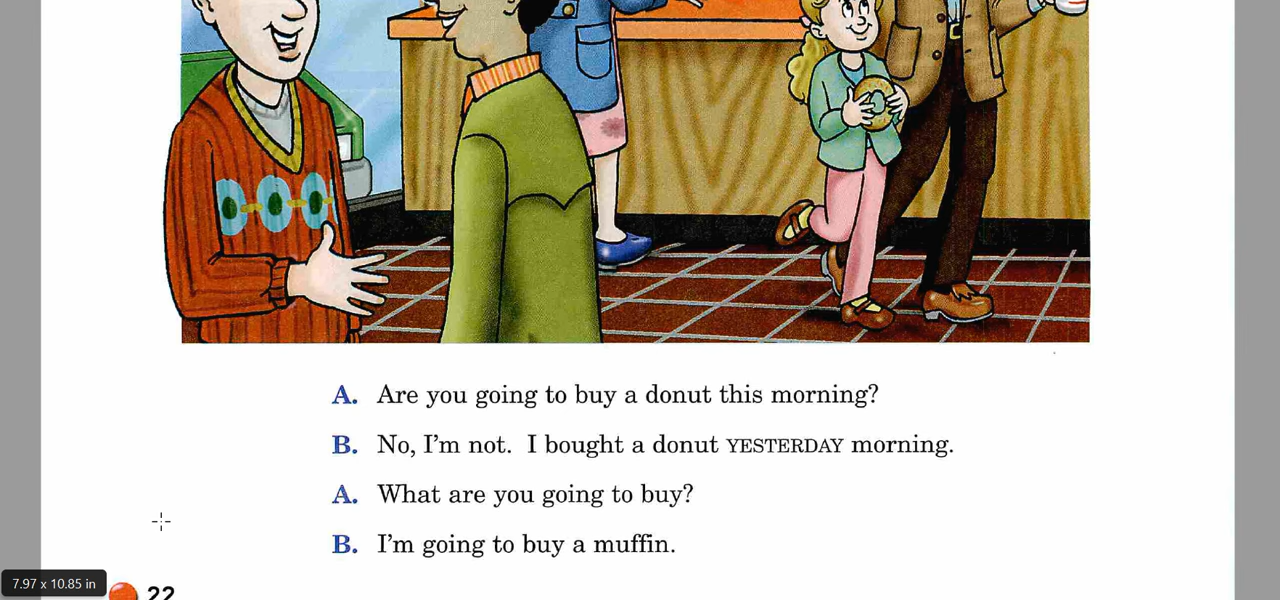 A. Are you going to buy a donut this morning?
B. No, I'm not. I bought a donut YESTERDAY morning.
A. What are you going to buy?
B. I'm going to buy a muffin.
7.97 x 10.85 in
22